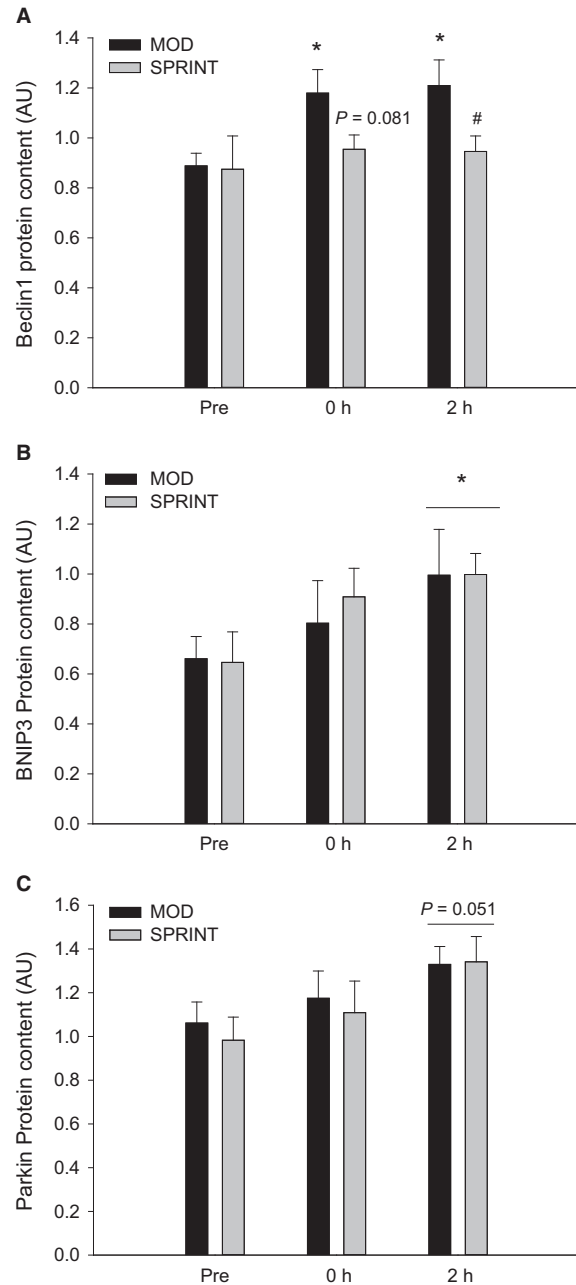 A
Beclin1 protein content (AU)
1.4
1.2
1.0
0.8
0.6
0.4
0.2
0.0
MOD
SPRINT
*
P = 0.081
*
#
Pre
0 h
2 h
B
BNIP3 Protein content (AU)
1.4
1.2
1.0
0.8
0.6
0.4
0.2
0.0
MOD
SPRINT
*
Pre
0 h
2 h
C
Parkin Protein content (AU)
1.6
1.4
1.2
1.0
0.8
0.6
0.4
0.2
0.0
MOD
SPRINT
P = 0.051
Pre
0 h
2 h